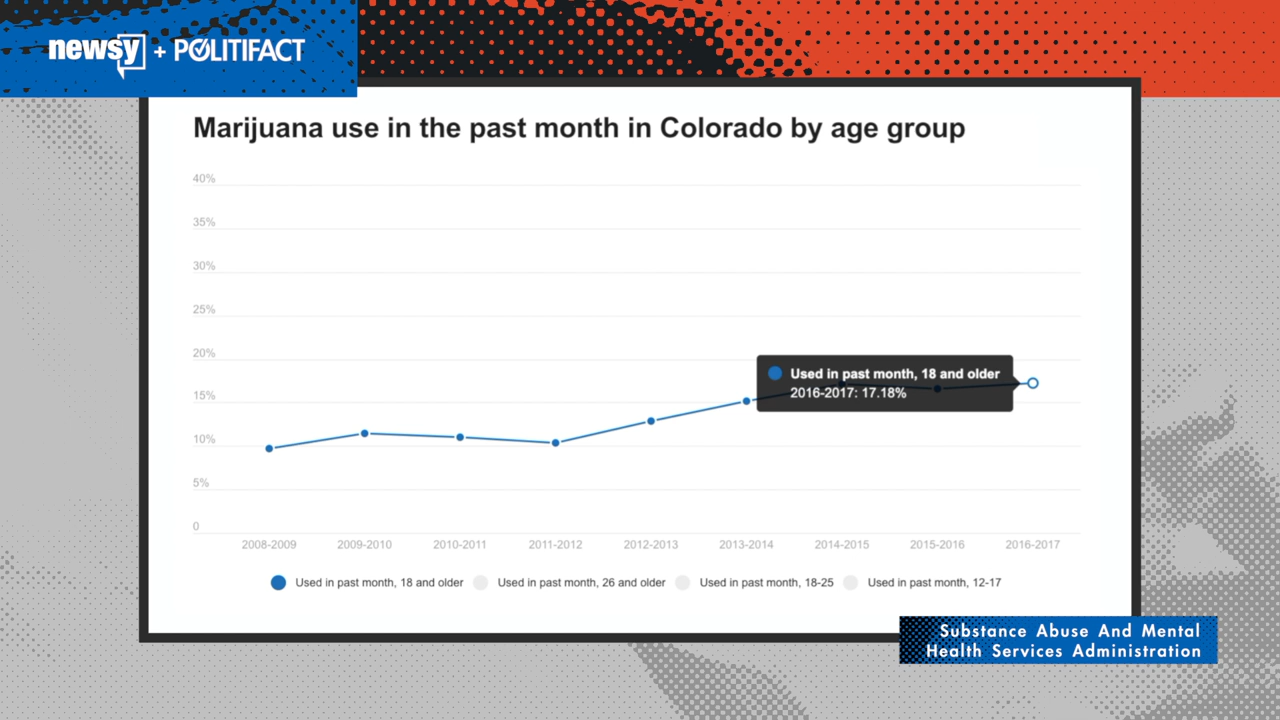 newsy + POLITIFACT
Marijuana use in the past month in Colorado by age group
40%
35%
30%
25%
20%
15%
10%
5%
0
Used in past month, 18 and older
2016-2017: 17.18%
2008-2009 2009-2010 2010-2011 2011-2012 2012-2013 2013-2014 2014-2015 2015-2016 2016-2017
Used in past month, 18 and older Used in past month, 26 and older Used in past month, 18-25 Used in past month, 12-17
Substance Abuse And Mental
Health Services Administration